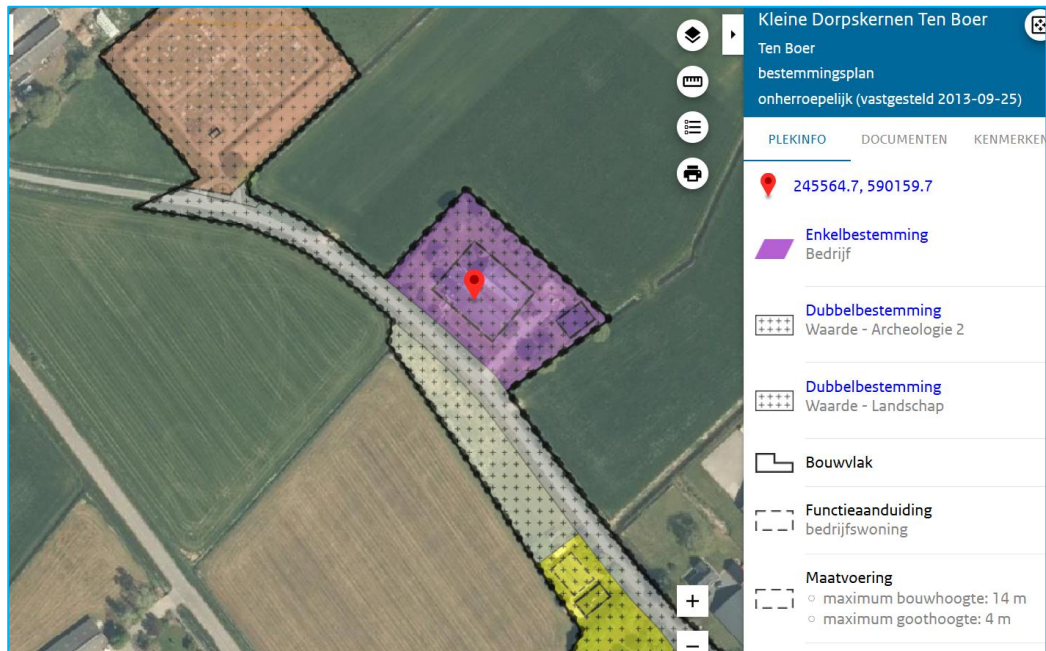 Kleine Dorpskernen Ten Boer
Ten Boer
bestemmingsplan
onherroepelijk (vastgesteld 2013-09-25)
PLEKINFO DOCUMENTEN KENMERKEN
245564.7, 590159.7
Enkelbestemming
Bedrijf
Dubbelbestemming
Waarde - Archeologie 2
Dubbelbestemming
Waarde - Landschap
Bouwvlak
Functieaanduiding
bedrijfswoning
Maatvoering
maximum bouwhoogte: 14 m
maximum goothoogte: 4 m